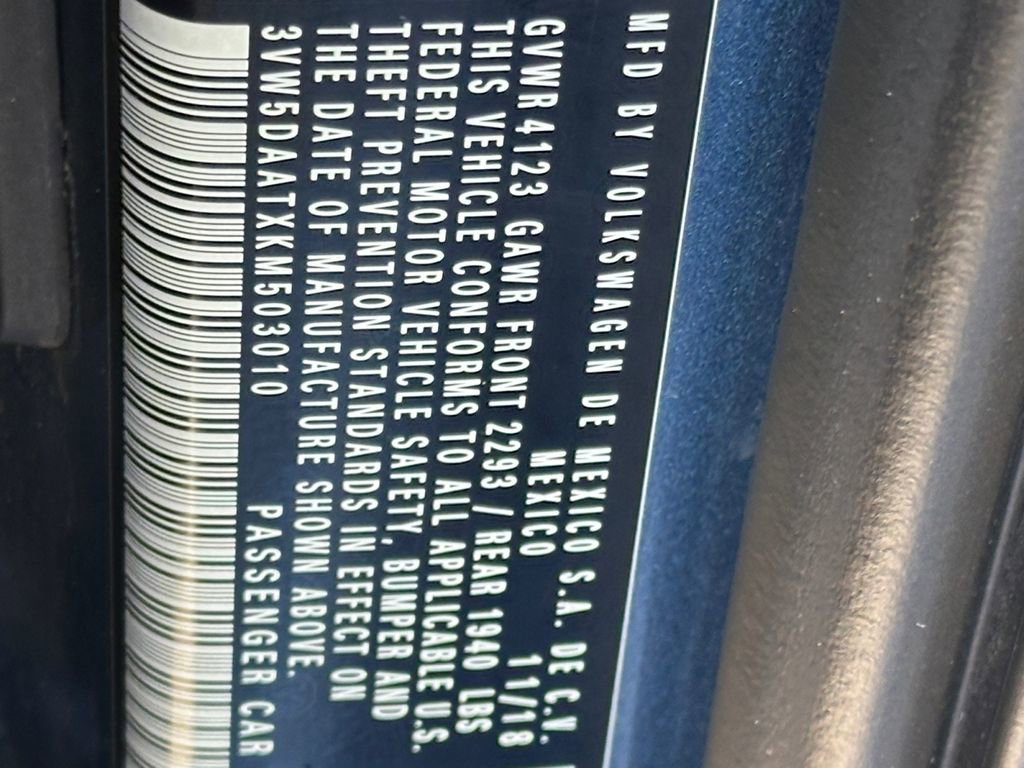 MFD BY VOLKSWAGEN DE MEXICO S.A. DE C.V.
MEXICO 11/18
GVWR 4123 GAWR FRONT 2293 / REAR 1940 LBS
THIS VEHICLE CONFORMS TO ALL APPLICABLE U.S.
FEDERAL MOTOR VEHICLE SAFETY, BUMPER AND
THEFT PREVENTION STANDARDS IN EFFECT ON
THE DATE OF MANUFACTURE SHOWN ABOVE.
3VW5DAATXKM503010 PASSENGER CAR